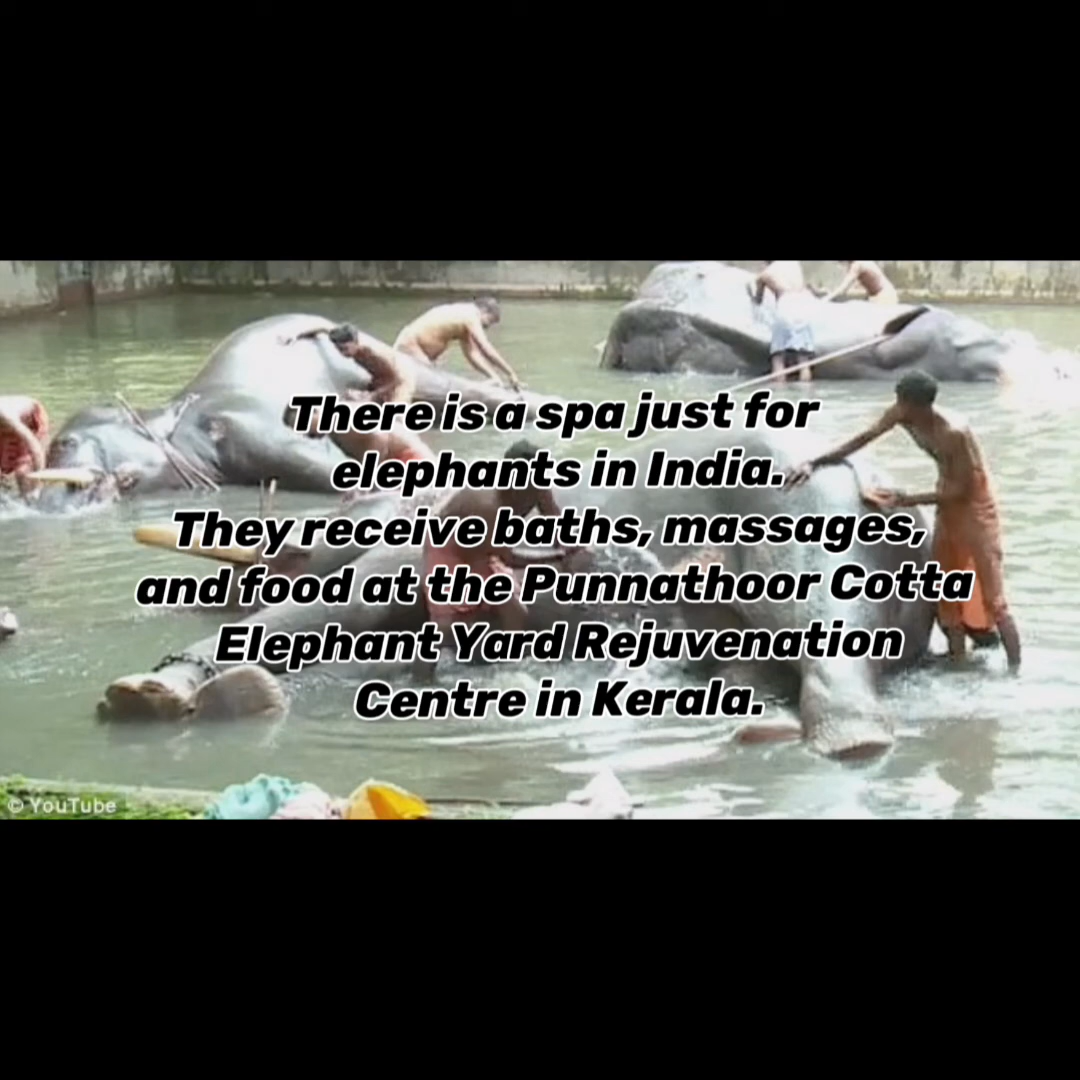 There is a spa just for
elephants in India.
They receive baths, massages,
and food at the Punnathoor Cotta
Elephant Yard Rejuvenation
Centre in Kerala.
© YouTube